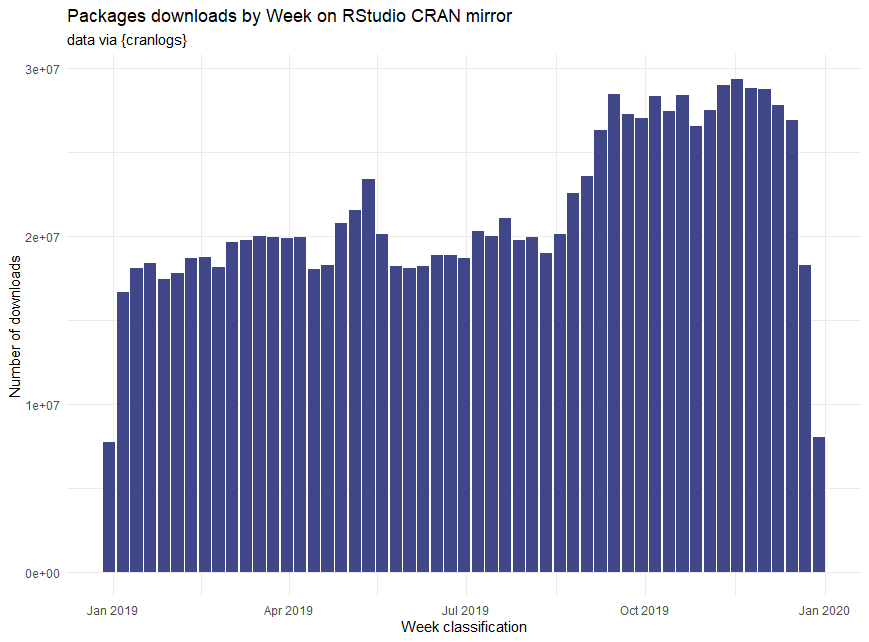 Packages downloads by Week on RStudio CRAN mirror
data via {cranlogs}
3e+07
2e+07
1e+07
0e+00
Number of downloads
Jan 2019 Apr 2019 Jul 2019 Oct 2019 Jan 2020
Week classification